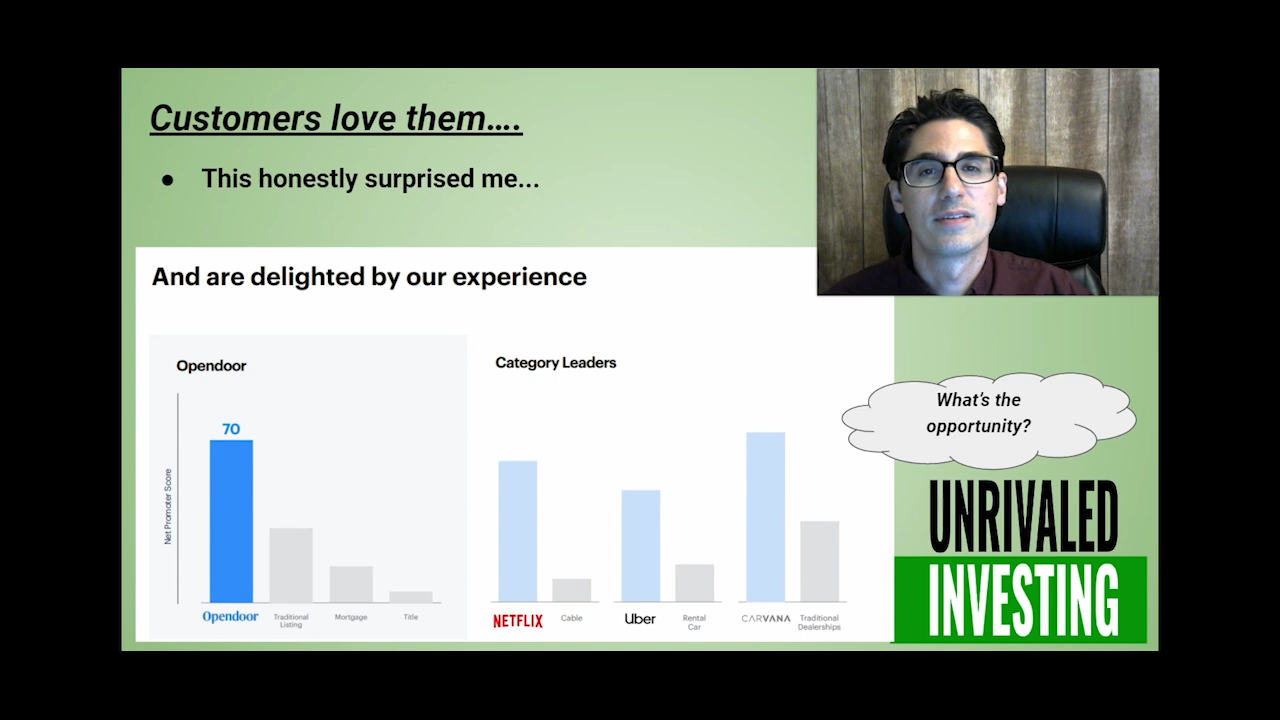 Customers love them....
● This honestly surprised me...
And are delighted by our experience
Opendoor
70
Net Promoter Score
Opendoor
Traditional
Listing
Mortgage
Title
Category Leaders
NETFLIX
Cable
Uber
Rental
Car
CARVANA
Traditional
Dealerships
What's the
opportunity?
UNRIVALED
INVESTING